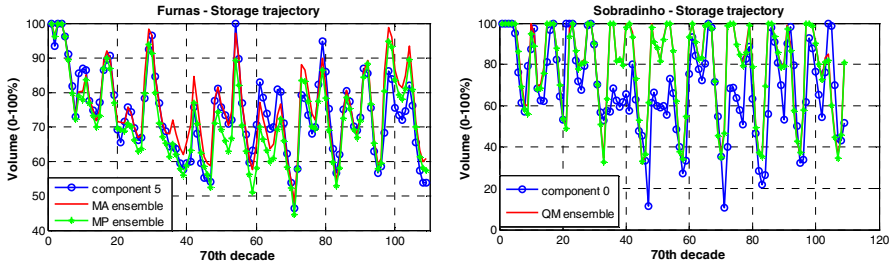 Furnas - Storage trajectory
Volume (0-100%)
100
90
80
70
60
50
40
0
20
40
60
80
100
70th decade
component 5
MA ensemble
MP ensemble
Sobradinho - Storage trajectory
Volume (0-100%)
100
80
60
40
20
0
0
20
40
60
80
100
120
70th decade
component 0
QM ensemble